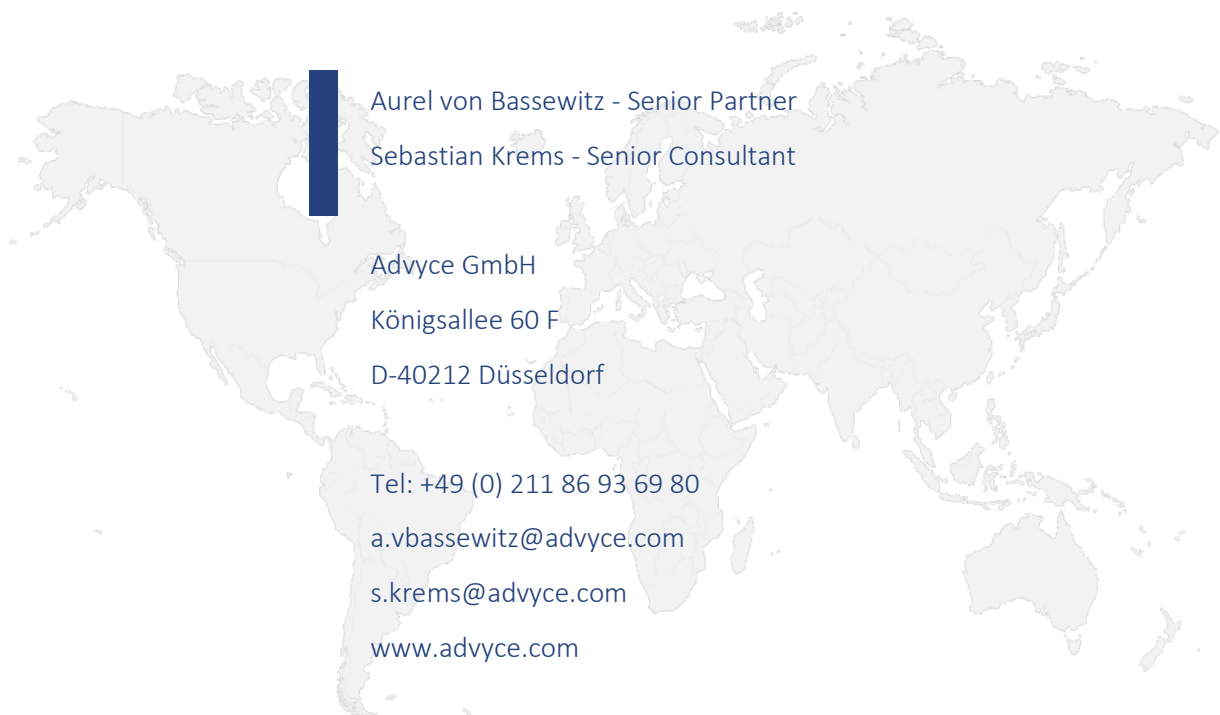 Aurel von Bassewitz - Senior Partner
Sebastian Krems - Senior Consultant
Advyce GmbH
Königsallee 60 F
D-40212 Düsseldorf
Tel: +49 (0) 211 86 93 69 80
a.vbassewitz@advyce.com
s.krems@advyce.com
www.advyce.com